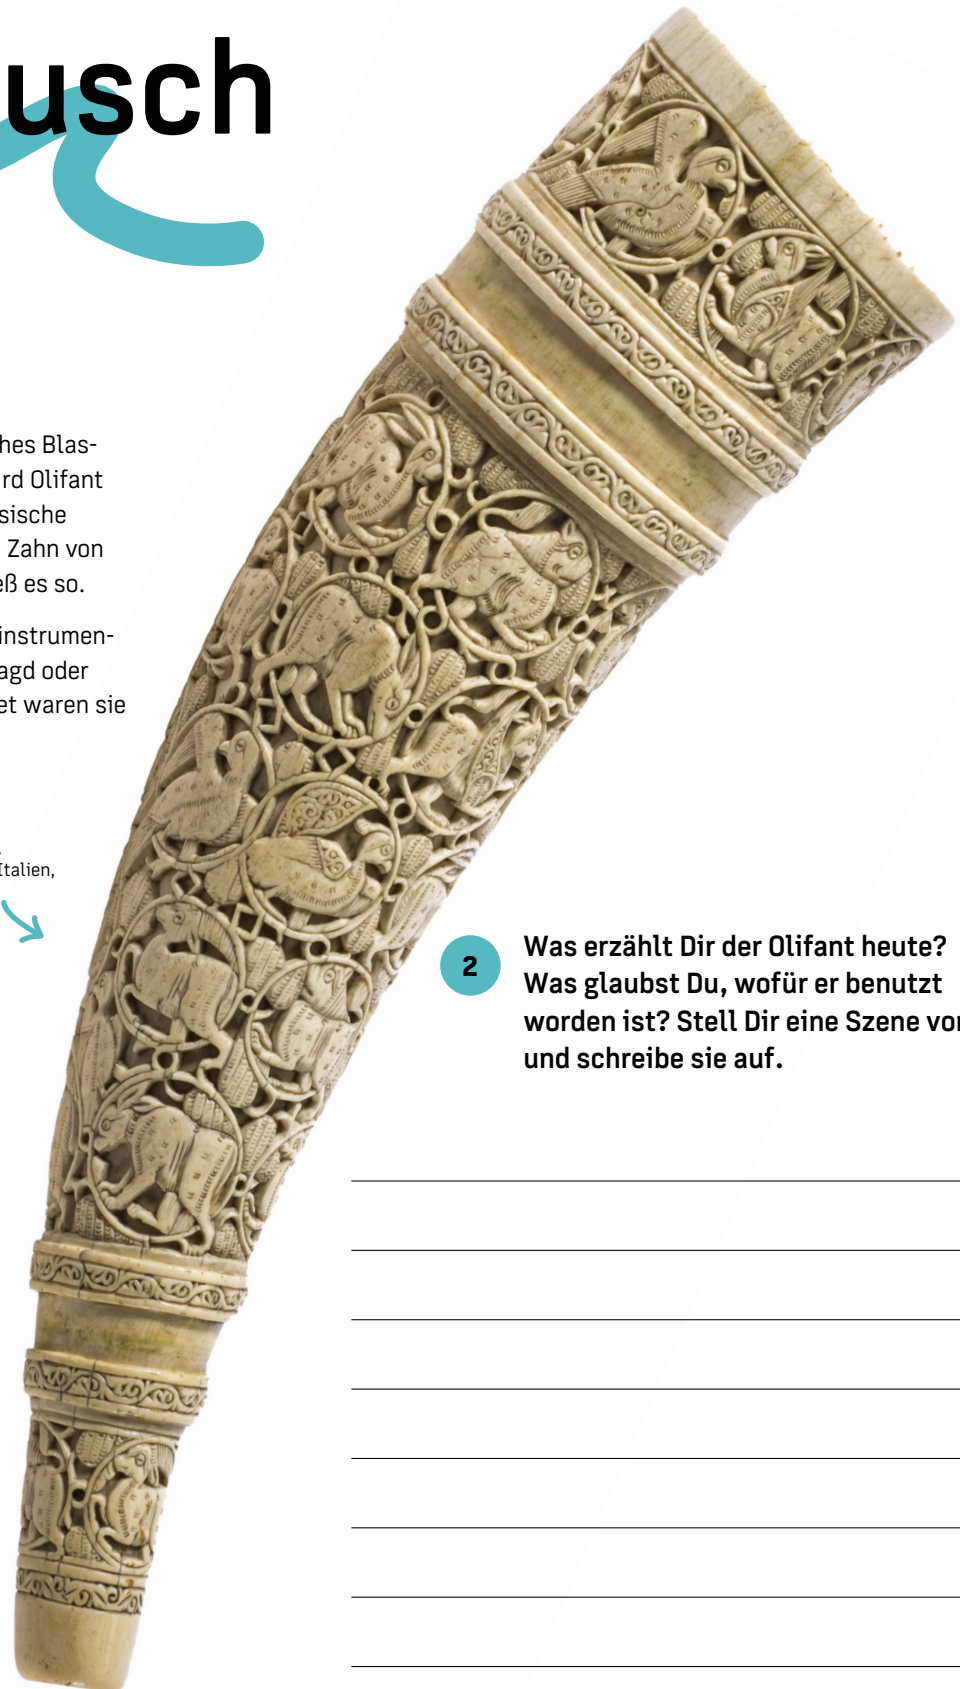 usch
hes Blas-
rd Olifant
sische
Zahn von
eß es so.
instrumen-
agd oder
et waren sie
Italien,
2
Was erzählt Dir der Olifant heute?
Was glaubst Du, wofür er benutzt
worden ist? Stell Dir eine Szene vor
und schreibe sie auf.